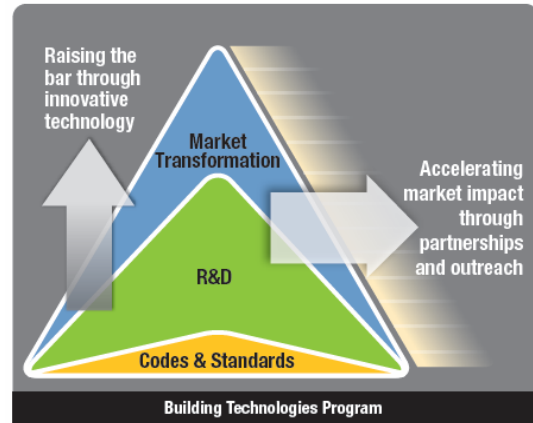 Raising the
bar through
innovative
technology
Market
Transformation
Accelerating
market impact
through
partnerships
and outreach
R&D
Codes & Standards
Building Technologies Program